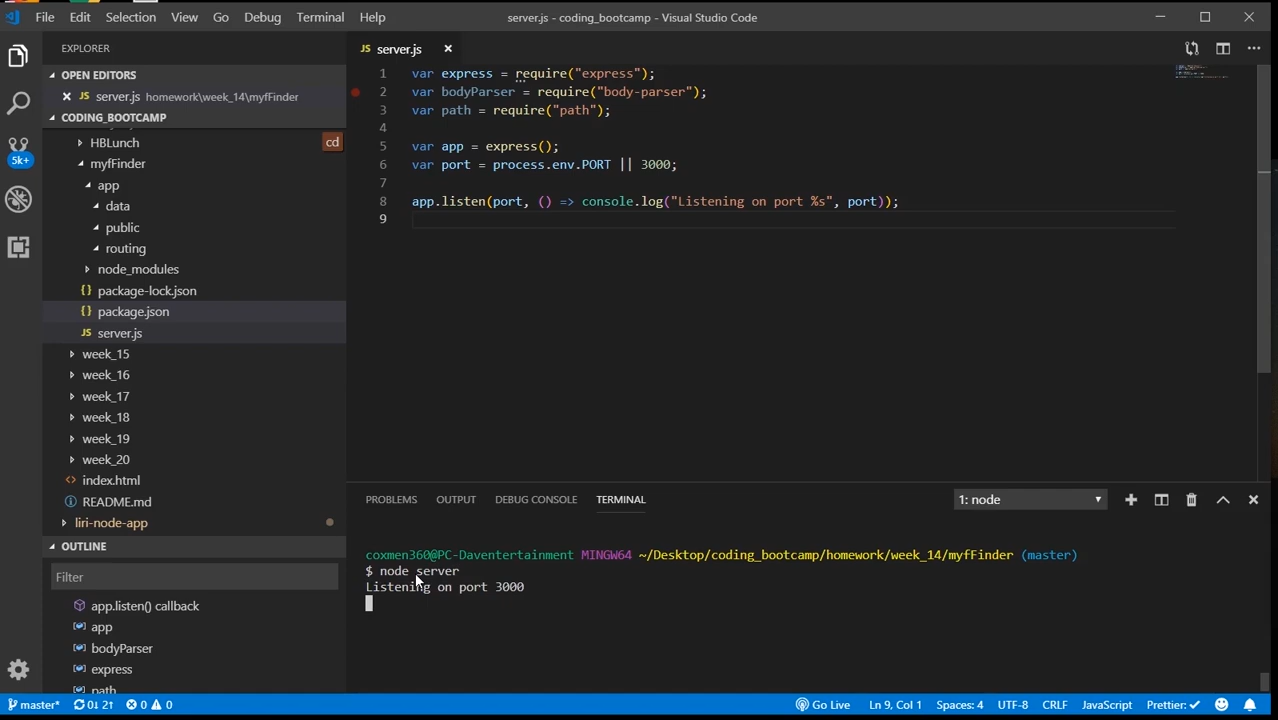 File Edit Selection View Go Debug Terminal Help server.js - coding_bootcamp - Visual Studio Code
EXPLORER
OPEN EDITORS
JS server.js homework\week_14\myfFinder
CODING_BOOTCAMP
HBLunch cd
myfFinder
app
data
public
routing
node_modules
{} package-lock.json
{} package.json
JS server.js
week_15
week_16
week_17
week_18
week_19
week_20
<> index.html
README.md
liri-node-app
OUTLINE
Filter
app.listen() callback
app
bodyParser
express
path
5k+
JS server.js
1 var express = require("express");
2 var bodyParser = require("body-parser");
3 var path = require("path");
4
5 var app = express();
6 var port = process.env.PORT || 3000;
7
8 app.listen(port, () => console.log("Listening on port %s", port));
9
PROBLEMS OUTPUT DEBUG CONSOLE TERMINAL 1: node
coxmen360@PC-Daventertainment MINGW64 ~/Desktop/coding_bootcamp/homework/week_14/myfFinder (master)
$ node server
Listening on port 3000
master* 0↓ 2↑ 0 0 Go Live Ln 9, Col 1 Spaces: 4 UTF-8 CRLF JavaScript Prettier: ✓